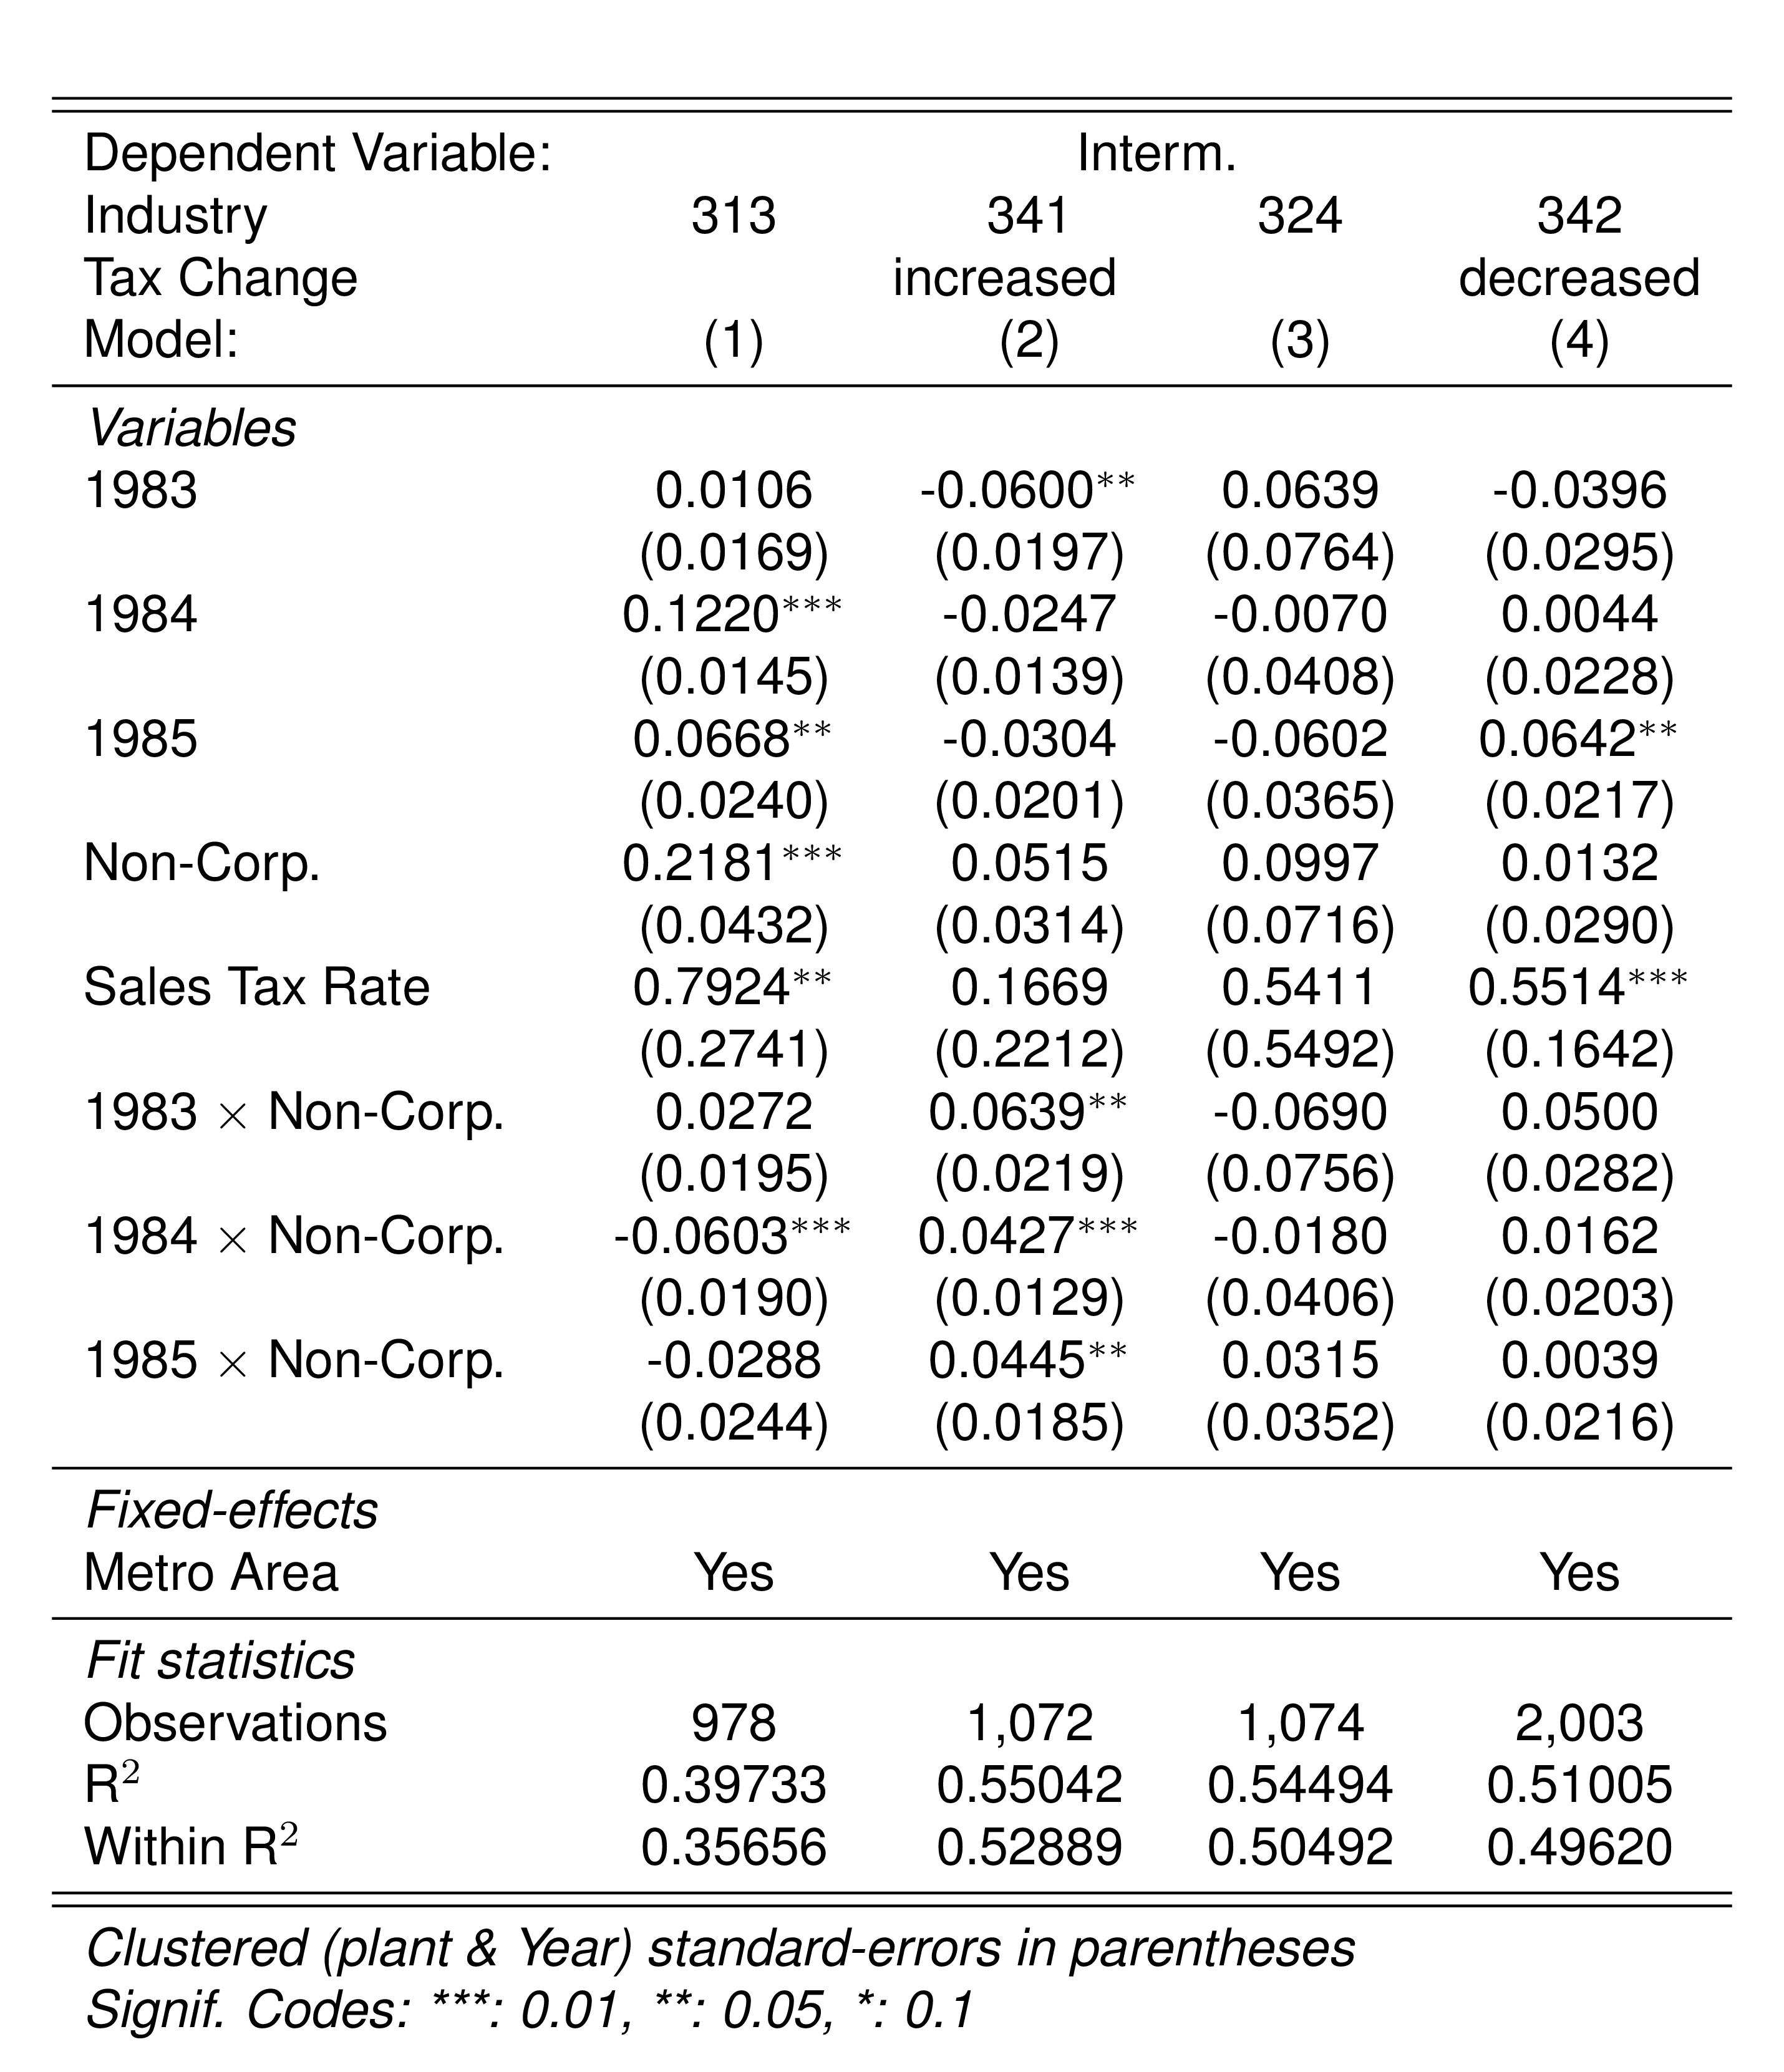 Dependent Variable: Interm.
Industry 313 341 324 342
Tax Change increased decreased
Model: (1) (2) (3) (4)
Variables
1983 0.0106 -0.0600** 0.0639 -0.0396
(0.0169) (0.0197) (0.0764) (0.0295)
1984 0.1220*** -0.0247 -0.0070 0.0044
(0.0145) (0.0139) (0.0408) (0.0228)
1985 0.0668** -0.0304 -0.0602 0.0642**
(0.0240) (0.0201) (0.0365) (0.0217)
Non-Corp. 0.2181*** 0.0515 0.0997 0.0132
(0.0432) (0.0314) (0.0716) (0.0290)
Sales Tax Rate 0.7924** 0.1669 0.5411 0.5514***
(0.2741) (0.2212) (0.5492) (0.1642)
1983 × Non-Corp. 0.0272 0.0639** -0.0690 0.0500
(0.0195) (0.0219) (0.0756) (0.0282)
1984 × Non-Corp. -0.0603*** 0.0427*** -0.0180 0.0162
(0.0190) (0.0129) (0.0406) (0.0203)
1985 × Non-Corp. -0.0288 0.0445** 0.0315 0.0039
(0.0244) (0.0185) (0.0352) (0.0216)
Fixed-effects
Metro Area Yes Yes Yes Yes
Fit statistics
Observations 978 1,072 1,074 2,003
R² 0.39733 0.55042 0.54494 0.51005
Within R² 0.35656 0.52889 0.50492 0.49620
Clustered (plant & Year) standard-errors in parentheses
Signif. Codes: ***: 0.01, **: 0.05, *: 0.1